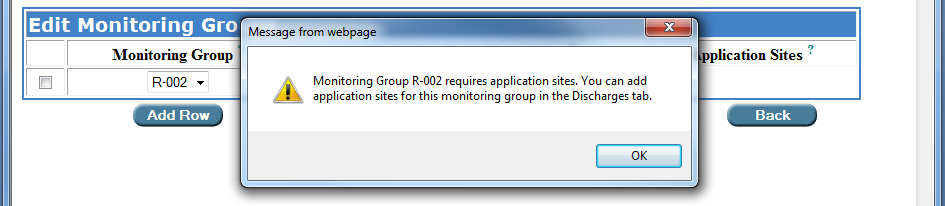 Edit Monitoring Gro
Message from webpage
x
Monitoring Group
pplication Sites ?
Monitoring Group R-002 requires application sites. You can add
application sites for this monitoring group in the Discharges tab.
R-002
Add Row
Back
OK